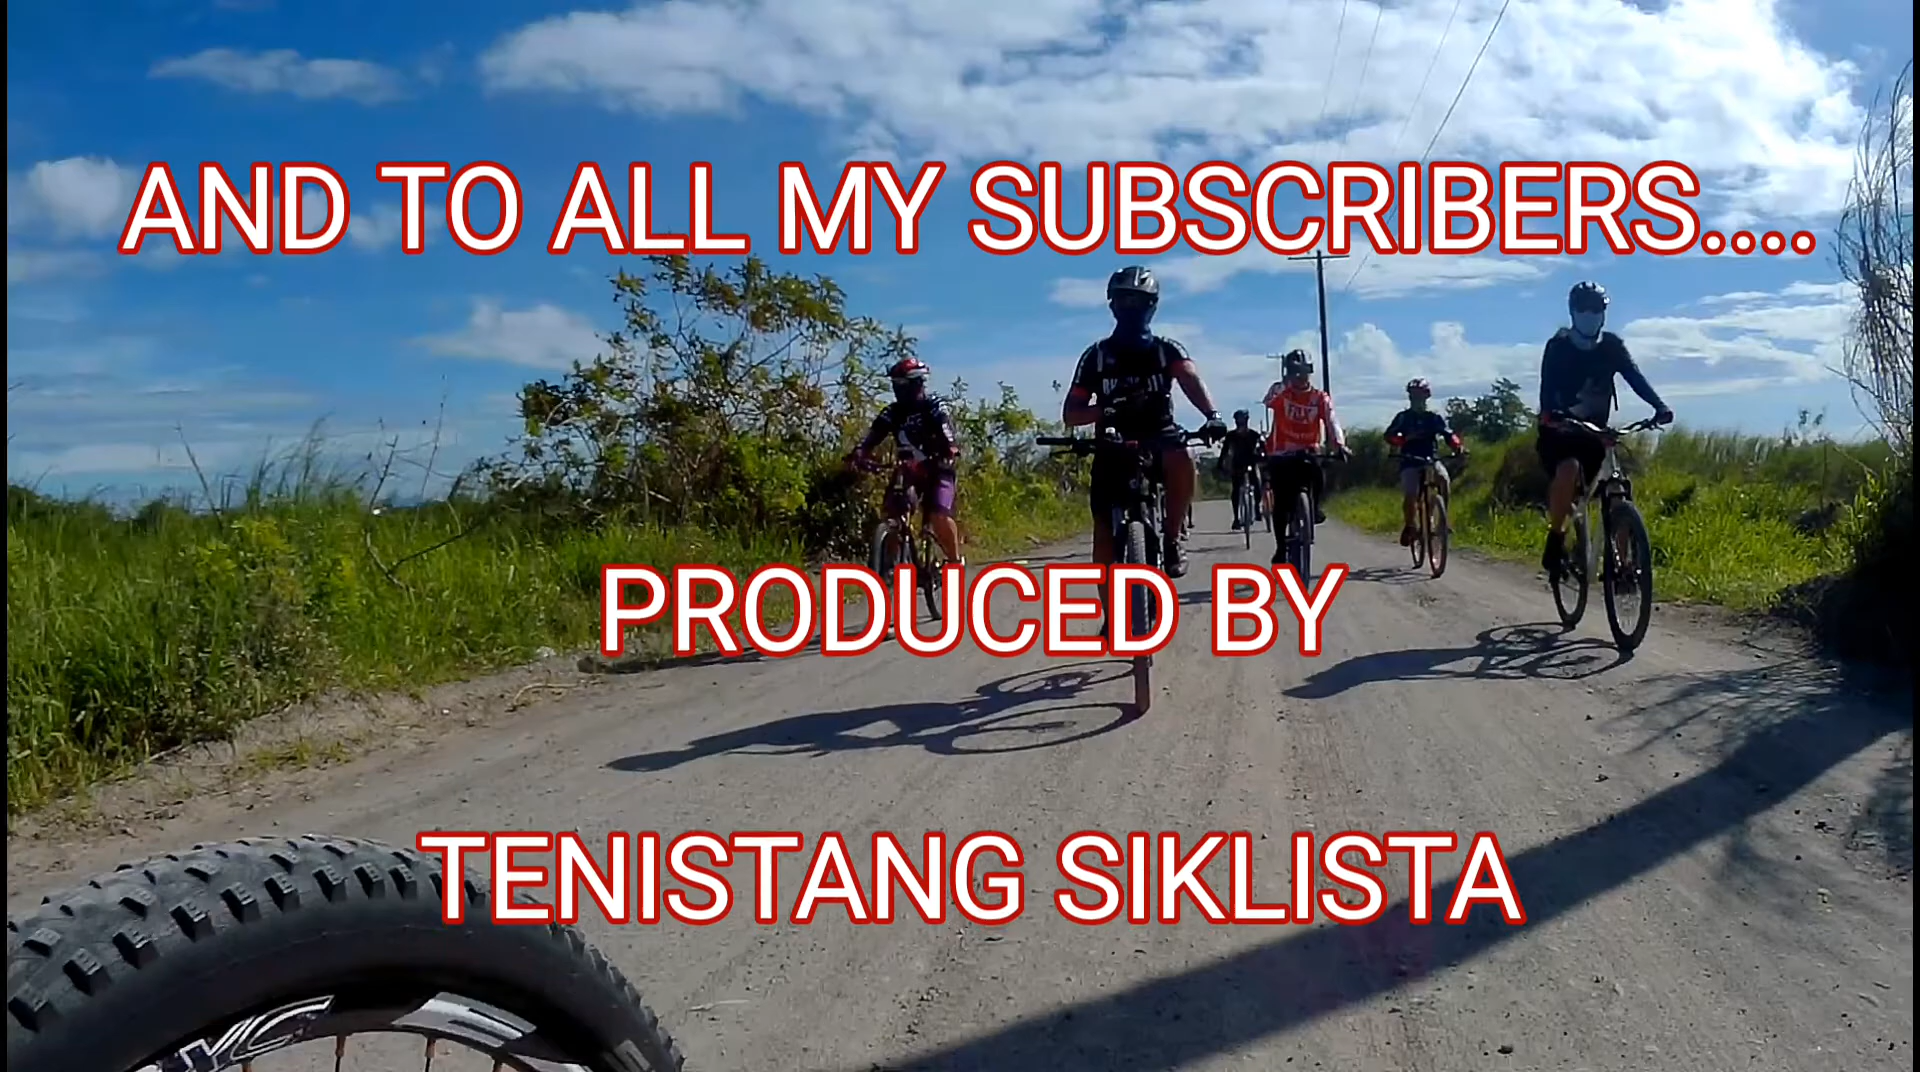 AND TO ALL MY SUBSCRIBERS....
PRODUCED BY
TENISTANG SIKLISTA